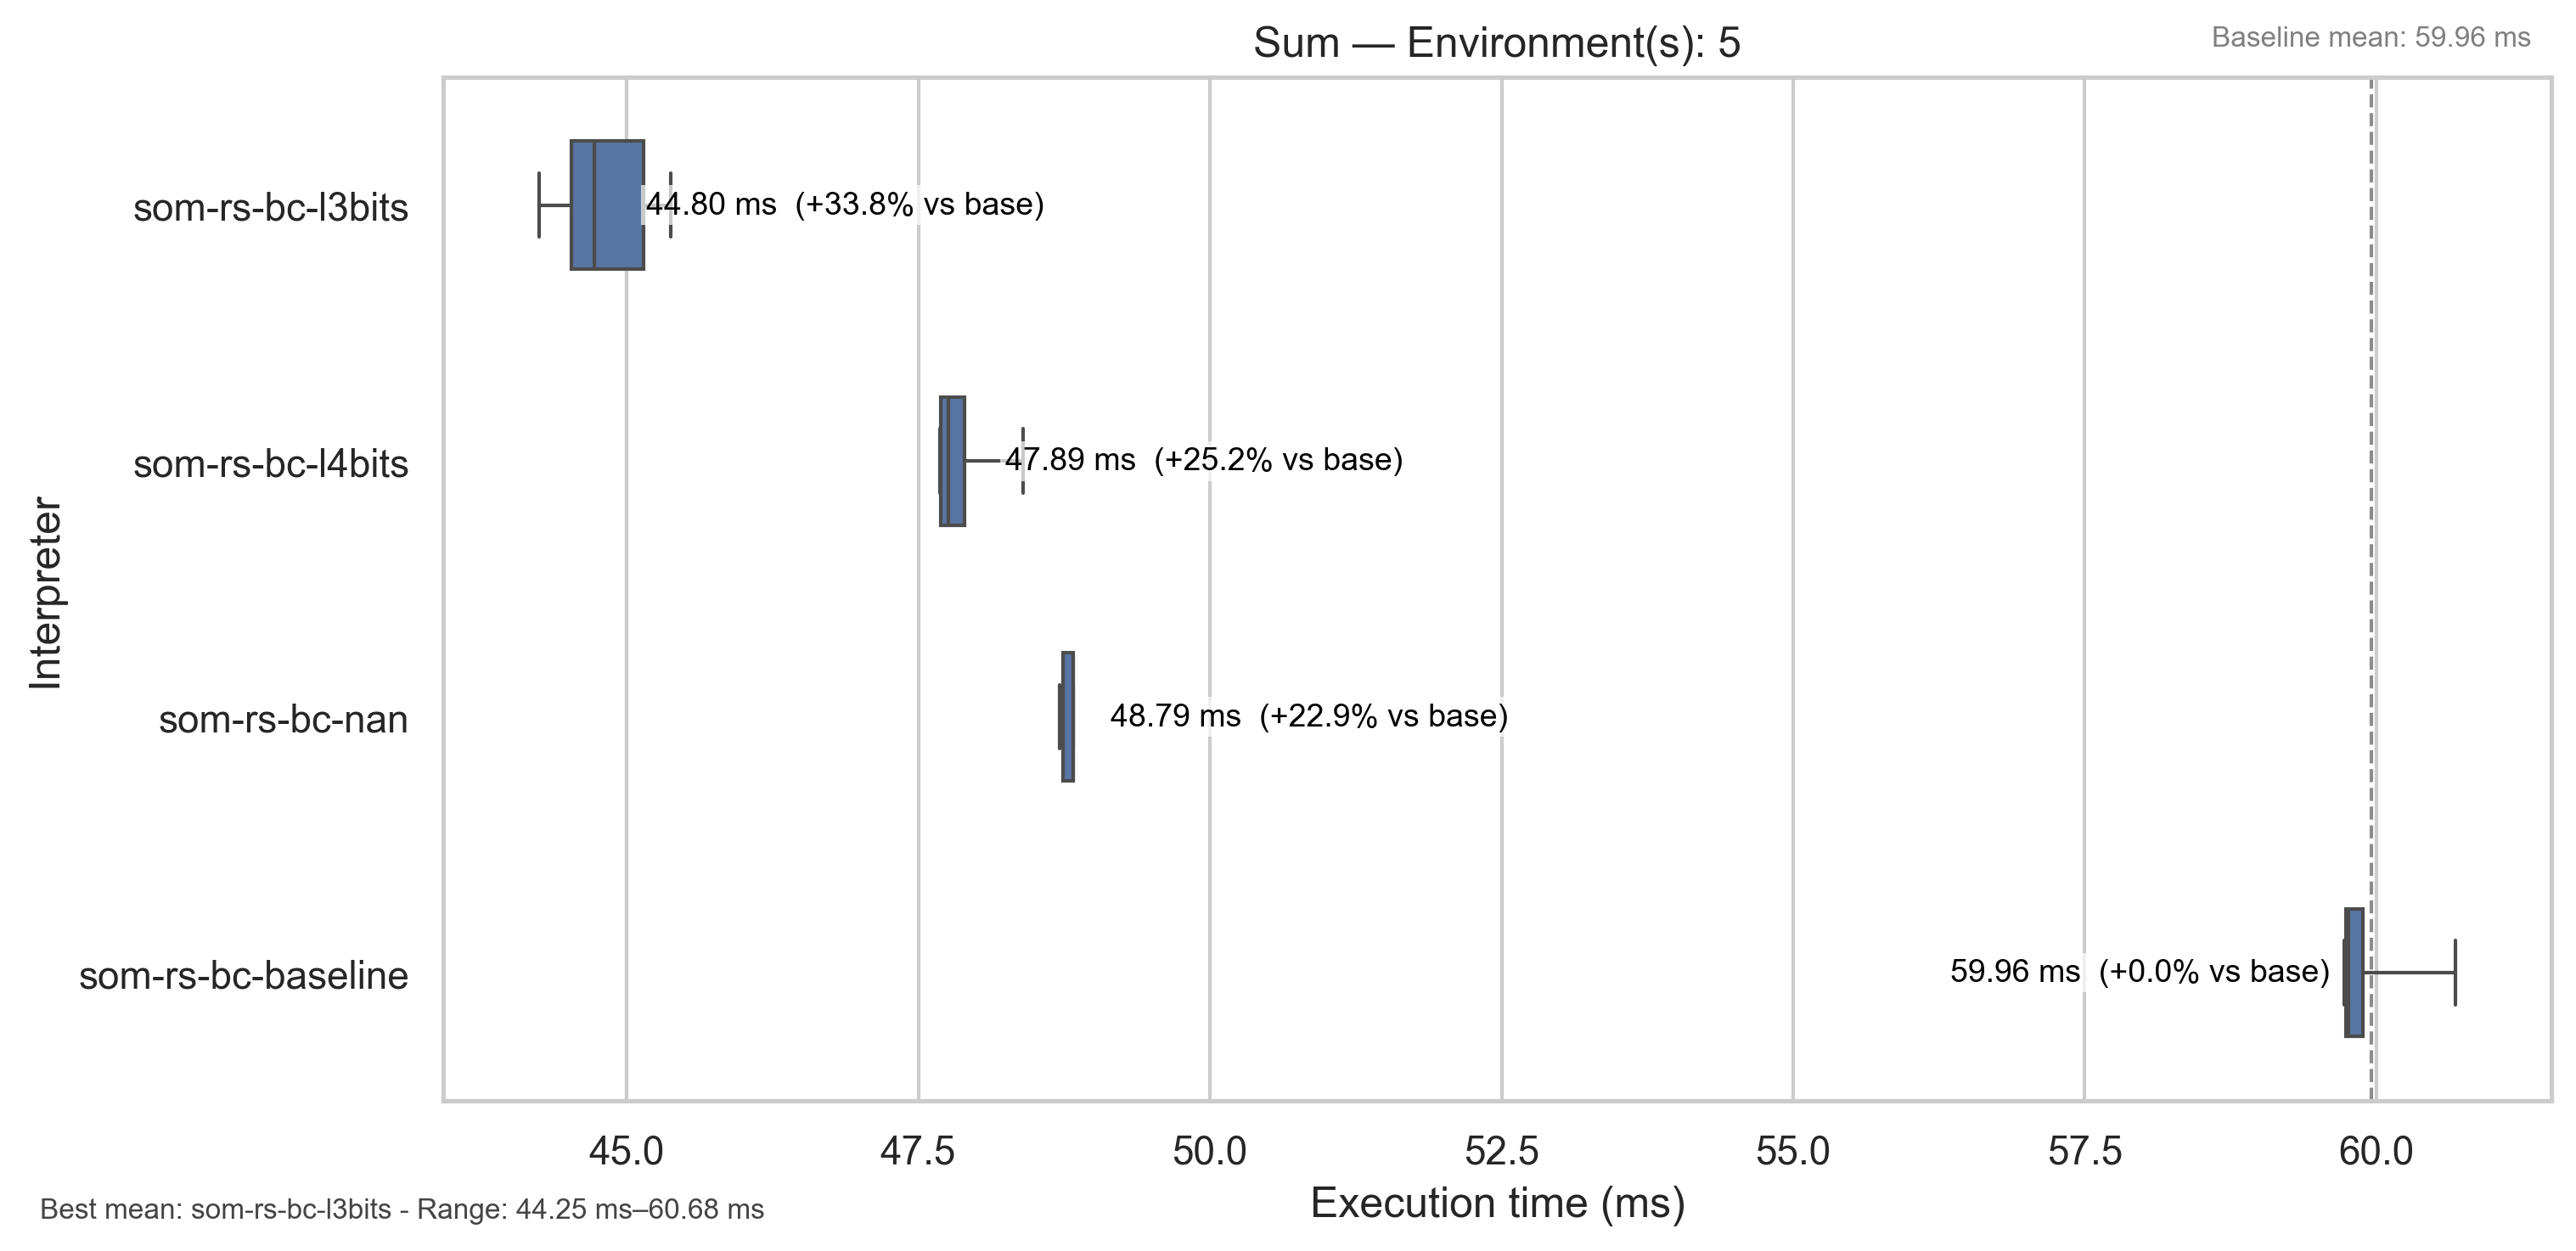 Sum — Environment(s): 5
Baseline mean: 59.96 ms
Interpreter
som-rs-bc-l3bits
44.80 ms  (+33.8% vs base)
som-rs-bc-l4bits
47.89 ms  (+25.2% vs base)
som-rs-bc-nan
48.79 ms  (+22.9% vs base)
som-rs-bc-baseline
59.96 ms  (+0.0% vs base)
45.0 47.5 50.0 52.5 55.0 57.5 60.0
Execution time (ms)
Best mean: som-rs-bc-l3bits - Range: 44.25 ms–60.68 ms